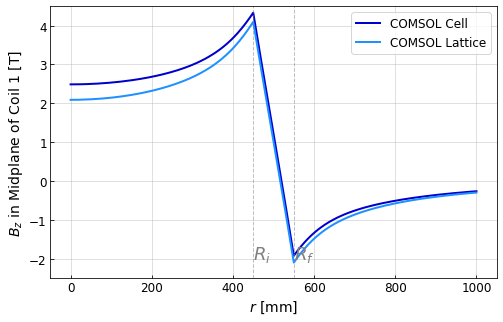 COMSOL Cell
COMSOL Lattice
B_z in Midplane of Coil 1 [T]
4
3
2
1
0
−1
−2
R_i
R_f
0
200
400
600
800
1000
r [mm]